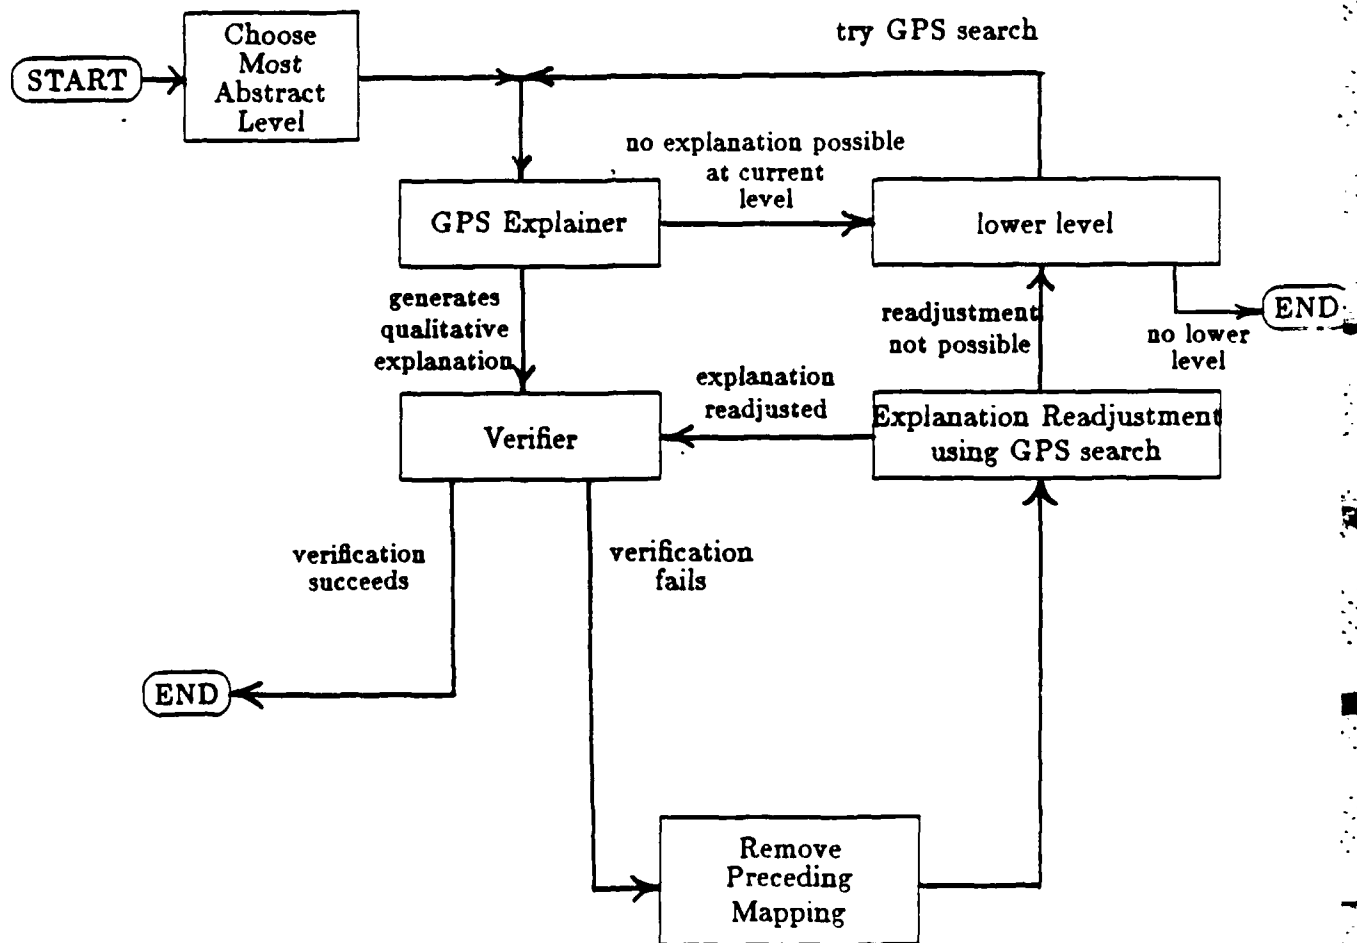 try GPS search
START
Choose
Most
Abstract
Level
no explanation possible
at current
level
GPS Explainer
lower level
generates
qualitative
explanation
readjustment
not possible
END
no lower
level
explanation
readjusted
Verifier
Explanation Readjustment
using GPS search
verification
succeeds
verification
fails
END
Remove
Preceding
Mapping